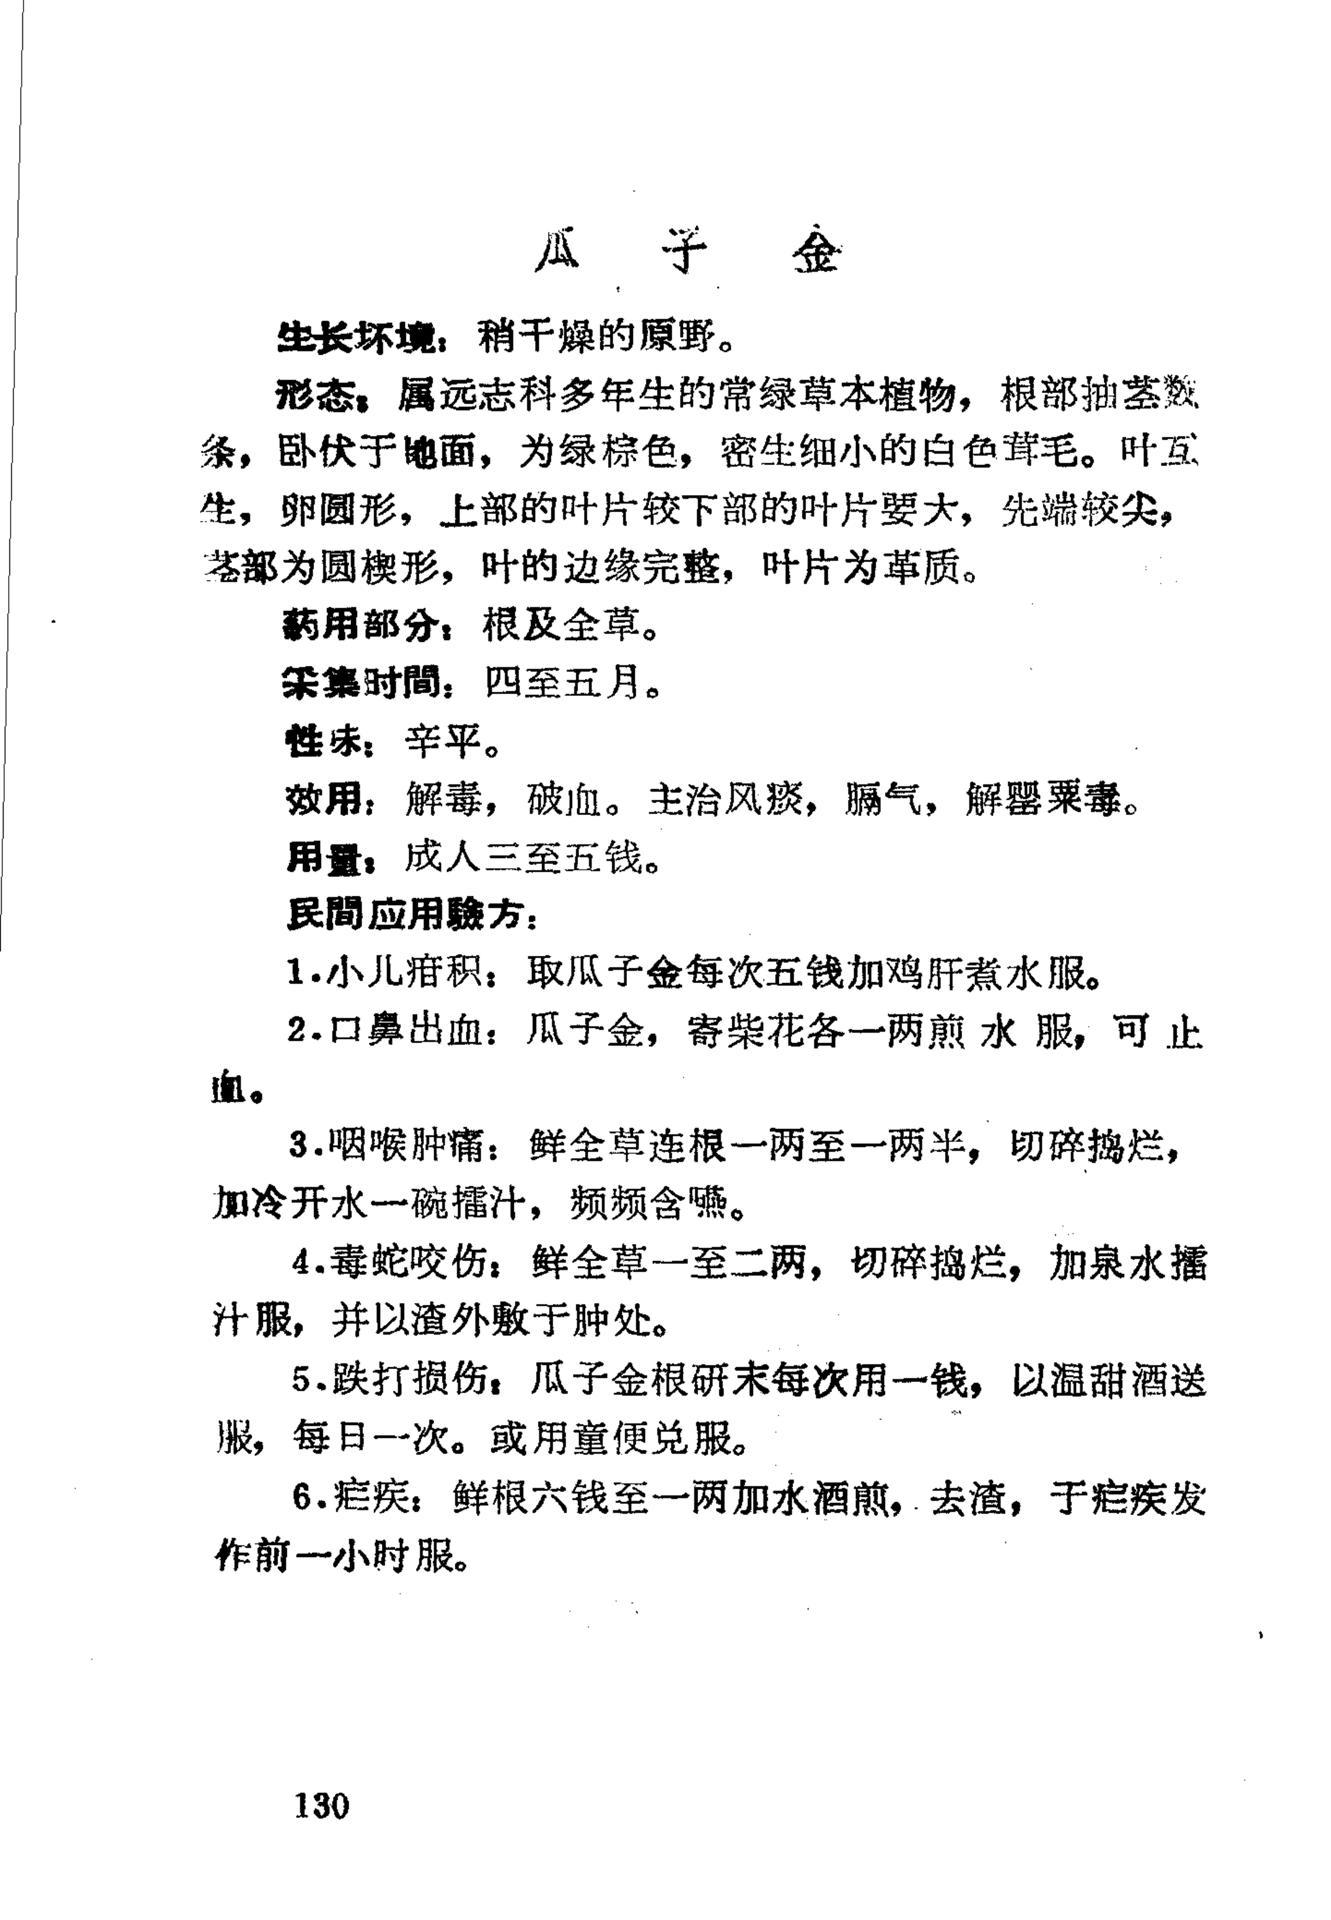 瓜子金
生长坏境：稍干燥的原野。
形态：属远志科多年生的常绿草本植物，根部抽茎数
条，卧伏于地面，为绿棕色，密生细小的白色茸毛。叶互
生，卵圆形，上部的叶片较下部的叶片要大，先端较尖，
茎部为圆楔形，叶的边缘完整，叶片为革质。
药用部分：根及全草。
采集时間：四至五月。
性味：辛平。
效用：解毒，破血。主治风痰，膈气，解罂粟毒。
用量：成人三至五钱。
民間应用驗方：
1.小儿疳积：取瓜子金每次五钱加鸡肝煮水服。
2.口鼻出血：瓜子金，寄柴花各一两煎水服，可止
血。
3.咽喉肿痛：鲜全草连根一两至一两半，切碎捣烂，
加冷开水一碗擂汁，频频含嚥。
4.毒蛇咬伤：鲜全草一至二两，切碎捣烂，加泉水擂
汁服，并以渣外敷于肿处。
5.跌打损伤：瓜子金根研末每次用一钱，以温甜酒送
服，每日一次。或用童便兑服。
6.疟疾：鲜根六钱至一两加水酒煎，去渣，于疟疾发
作前一小时服。
130